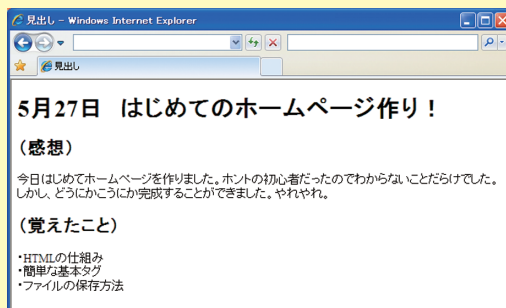 見出し - Windows Internet Explorer
見出し
5月27日　はじめてのホームページ作り！
（感想）
今日はじめてホームページを作りました。ホントの初心者だったのでわからないことだらけでした。
しかし、どうにかこうにか完成することができました。やれやれ。
（覚えたこと）
・HTMLの仕組み
・簡単な基本タグ
・ファイルの保存方法